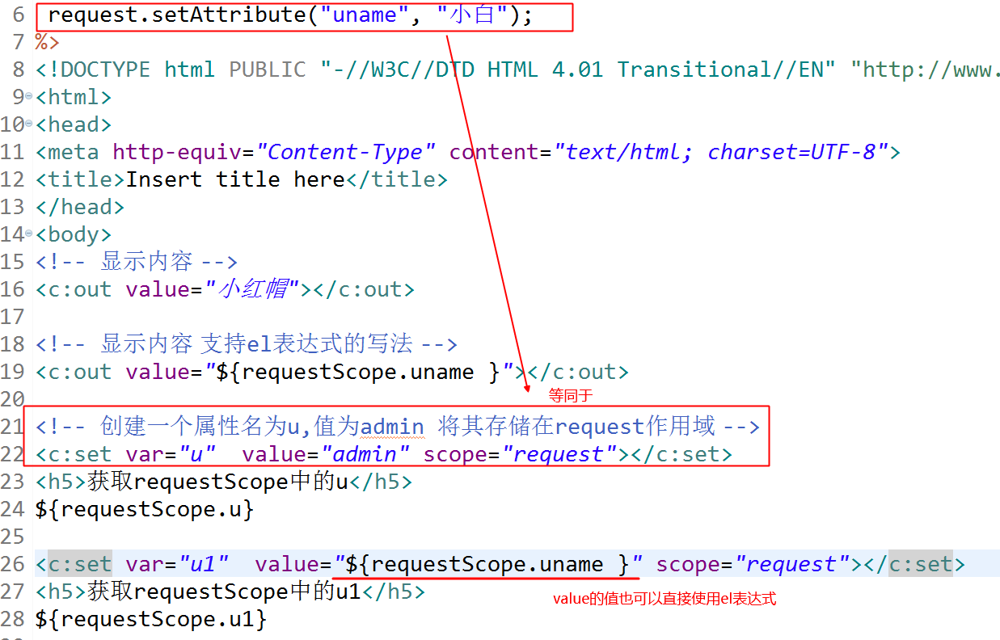 6 request.setAttribute("uname", "小白");
7 %>
8 <!DOCTYPE html PUBLIC "-//W3C//DTD HTML 4.01 Transitional//EN" "http://www.
9 <html>
10 <head>
11 <meta http-equiv="Content-Type" content="text/html; charset=UTF-8">
12 <title>Insert title here</title>
13 </head>
14 <body>
15 <!-- 显示内容 -->
16 <c:out value="小红帽"></c:out>
17
18 <!-- 显示内容 支持el表达式的写法 -->
19 <c:out value="${requestScope.uname }"></c:out>
等同于
20
21 <!-- 创建一个属性名为u,值为admin 将其存储在request作用域 -->
22 <c:set var="u"  value="admin" scope="request"></c:set>
23 <h5>获取requestScope中的u</h5>
24 ${requestScope.u}
25
26 <c:set var="u1"  value="${requestScope.uname }" scope="request"></c:set>
27 <h5>获取requestScope中的u1</h5>
value的值也可以直接使用el表达式
28 ${requestScope.u1}